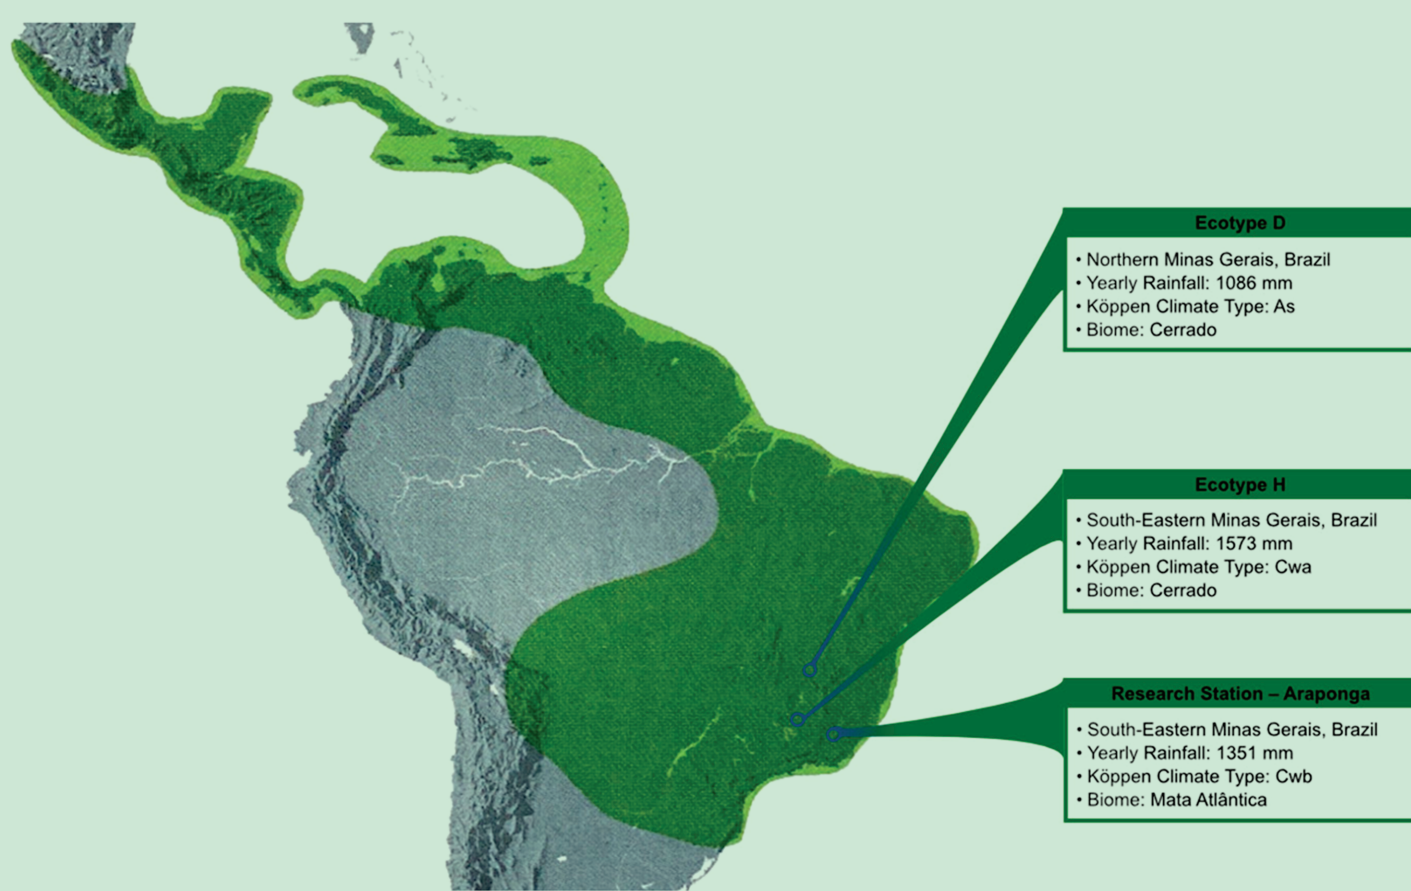 Ecotype D
• Northern Minas Gerais, Brazil
• Yearly Rainfall: 1086 mm
• Köppen Climate Type: As
• Biome: Cerrado
Ecotype H
• South-Eastern Minas Gerais, Brazil
• Yearly Rainfall: 1573 mm
• Köppen Climate Type: Cwa
• Biome: Cerrado
Research Station – Araponga
• South-Eastern Minas Gerais, Brazil
• Yearly Rainfall: 1351 mm
• Köppen Climate Type: Cwb
• Biome: Mata Atlântica